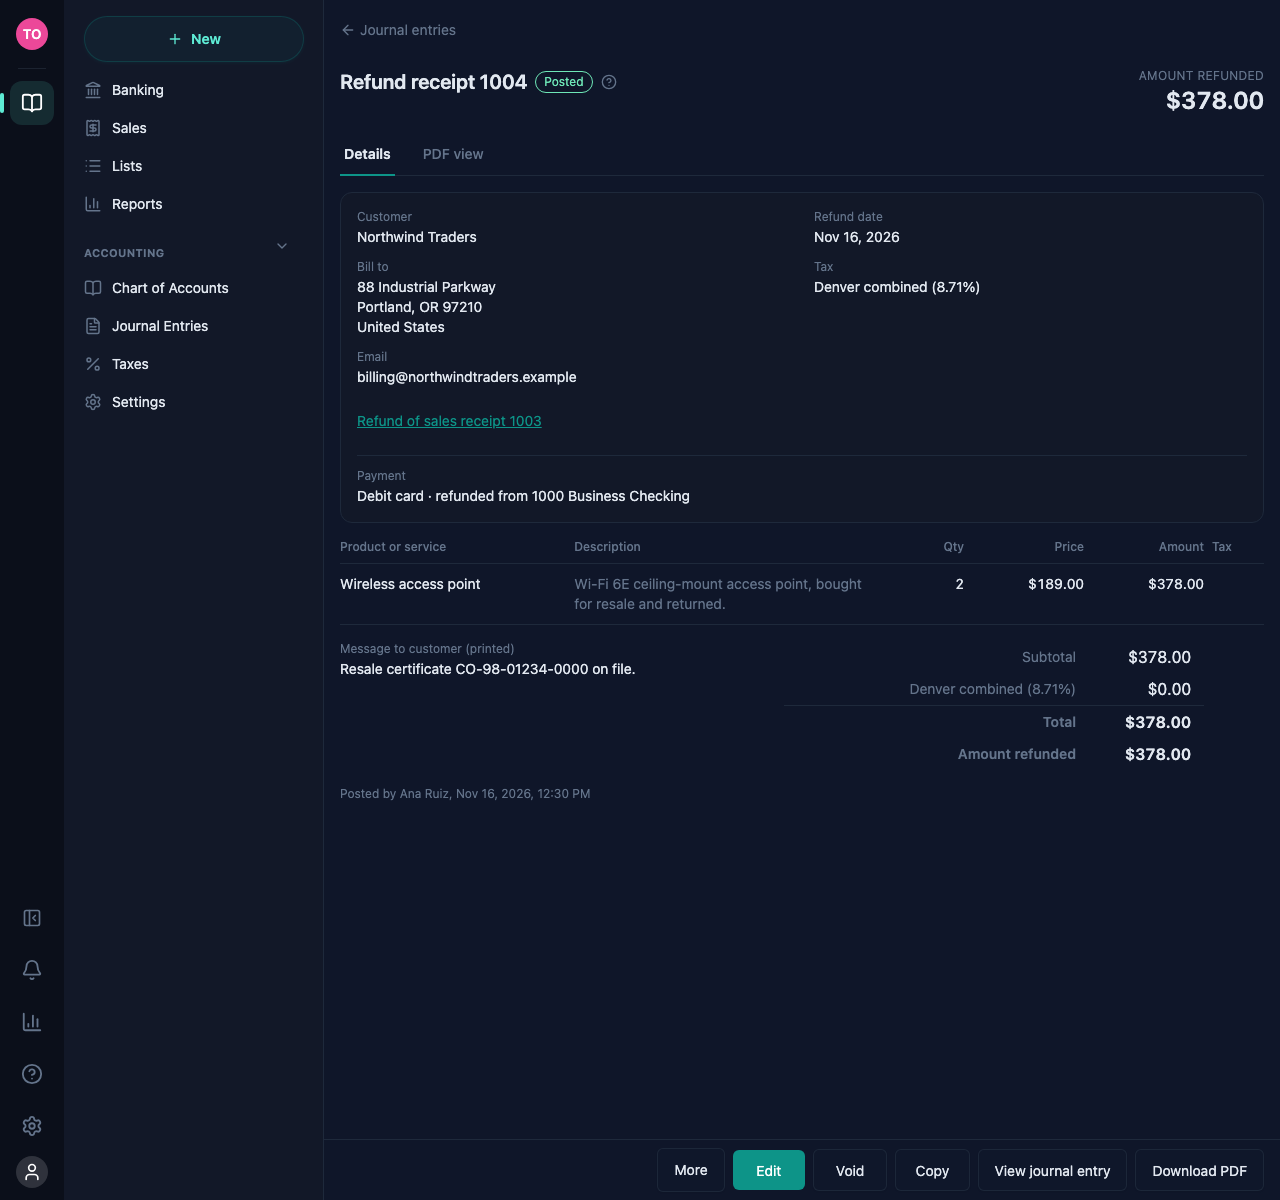 TO
New
Banking
Sales
Lists
Reports
ACCOUNTING
Chart of Accounts
Journal Entries
Taxes
Settings
Journal entries
Refund receipt 1004
Posted
AMOUNT REFUNDED
$378.00
Details
PDF view
Customer
Northwind Traders
Refund date
Nov 16, 2026
Bill to
88 Industrial Parkway
Portland, OR 97210
United States
Tax
Denver combined (8.71%)
Email
billing@northwindtraders.example
Refund of sales receipt 1003
Payment
Debit card · refunded from 1000 Business Checking
Product or service Description Qty Price Amount Tax
Wireless access point Wi-Fi 6E ceiling-mount access point, bought 2 $189.00 $378.00
for resale and returned.
Message to customer (printed)
Resale certificate CO-98-01234-0000 on file.
Subtotal $378.00
Denver combined (8.71%) $0.00
Total $378.00
Amount refunded $378.00
Posted by Ana Ruiz, Nov 16, 2026, 12:30 PM
More Edit Void Copy View journal entry Download PDF